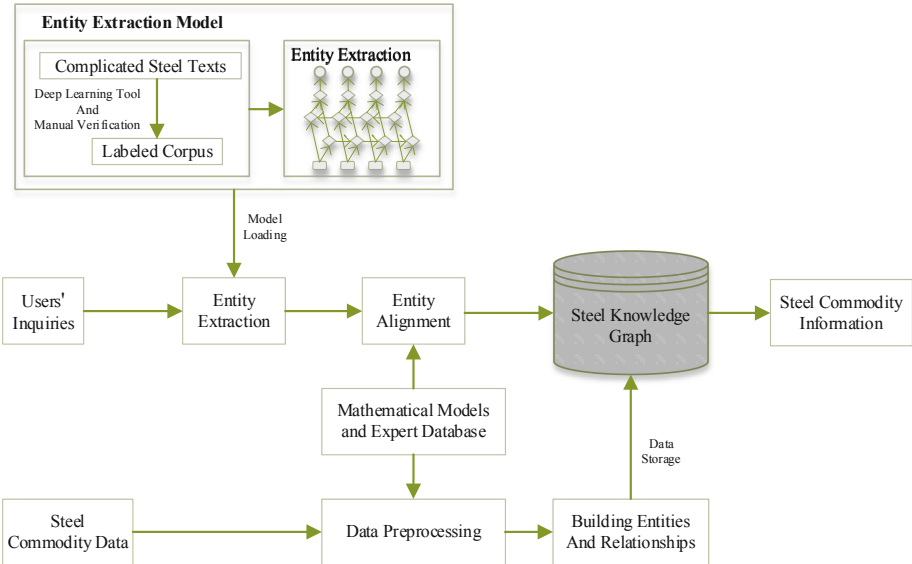 Entity Extraction Model
Complicated Steel Texts
Deep Learning Tool
And
Manual Verification
Labeled Corpus
Entity Extraction
Model
Loading
Users'
Inquiries
Entity
Extraction
Entity
Alignment
Steel Knowledge
Graph
Steel Commodity
Information
Mathematical Models
and Expert Database
Data
Storage
Steel
Commodity Data
Data Preprocessing
Building Entities
And Relationships